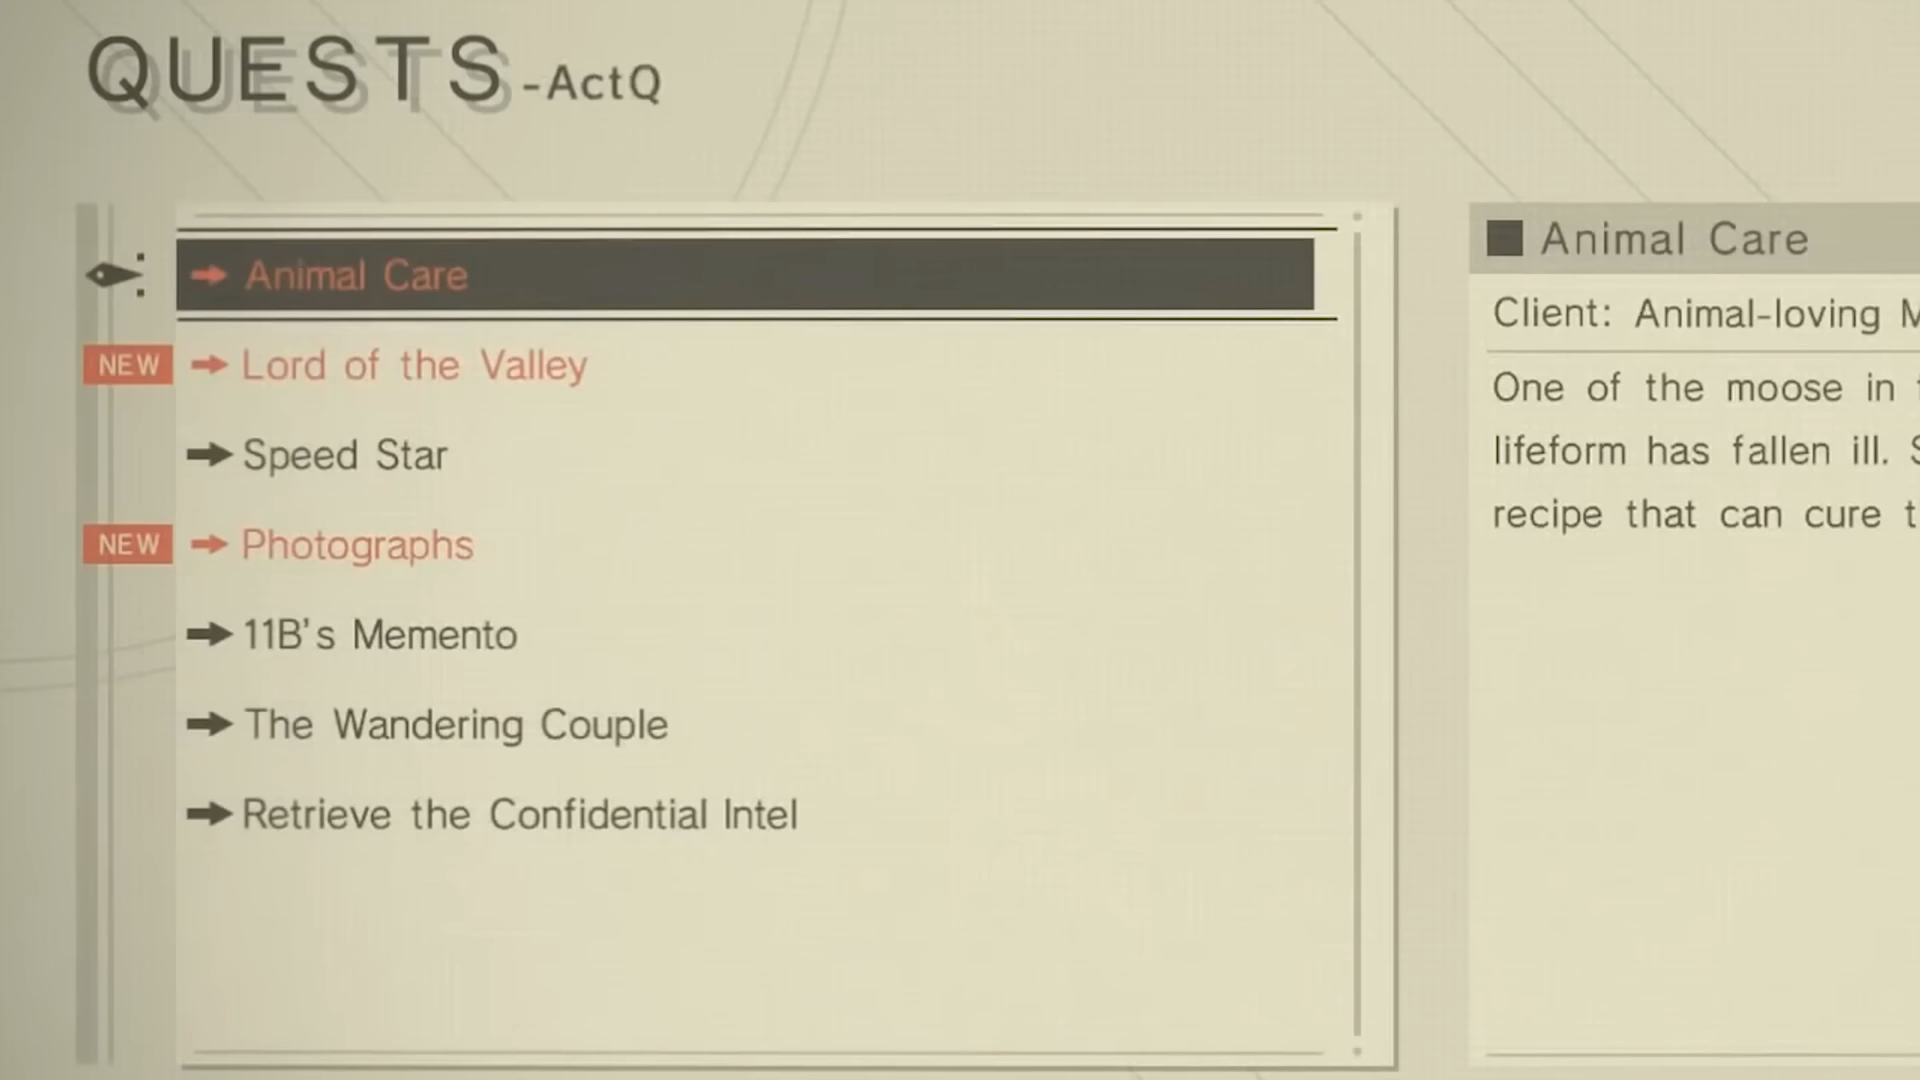 QUESTS-ActQ
Animal Care
NEW Lord of the Valley
Speed Star
NEW Photographs
11B's Memento
The Wandering Couple
Retrieve the Confidential Intel
Animal Care
Client: Animal-loving
One of the moose in
lifeform has fallen ill.
recipe that can cure